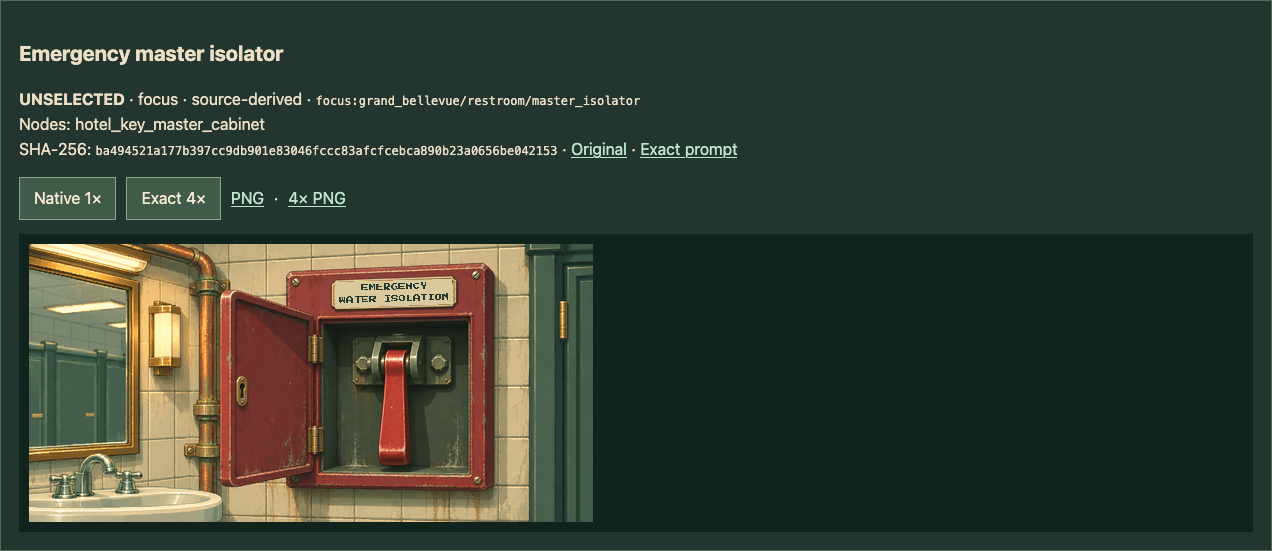 Emergency master isolator
UNSELECTED · focus · source-derived · focus:grand_bellevue/restroom/master_isolator
Nodes: hotel_key_master_cabinet
SHA-256: ba494521a177b397cc9db901e83046fccc83afcfcebca890b23a0656be042153 · Original · Exact prompt
Native 1× Exact 4× PNG · 4× PNG
EMERGENCY
WATER ISOLATION